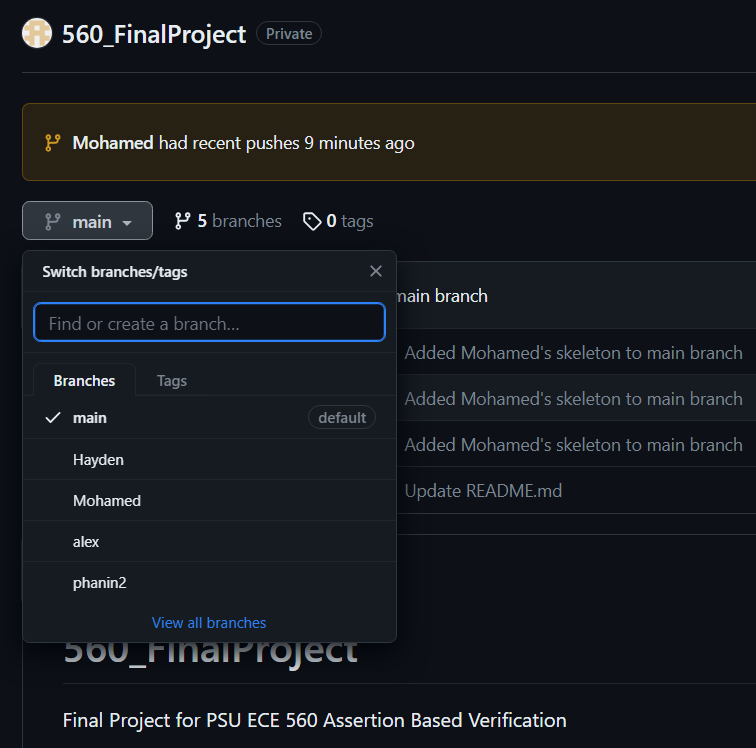 560_FinalProject Private
Mohamed had recent pushes 9 minutes ago
main 5 branches 0 tags
Switch branches/tags
main branch
Find or create a branch...
Added Mohamed's skeleton to main branch
Branches Tags
Added Mohamed's skeleton to main branch
main default
Added Mohamed's skeleton to main branch
Hayden
Update README.md
Mohamed
alex
phanin2
View all branches
560_FinalProject
Final Project for PSU ECE 560 Assertion Based Verification